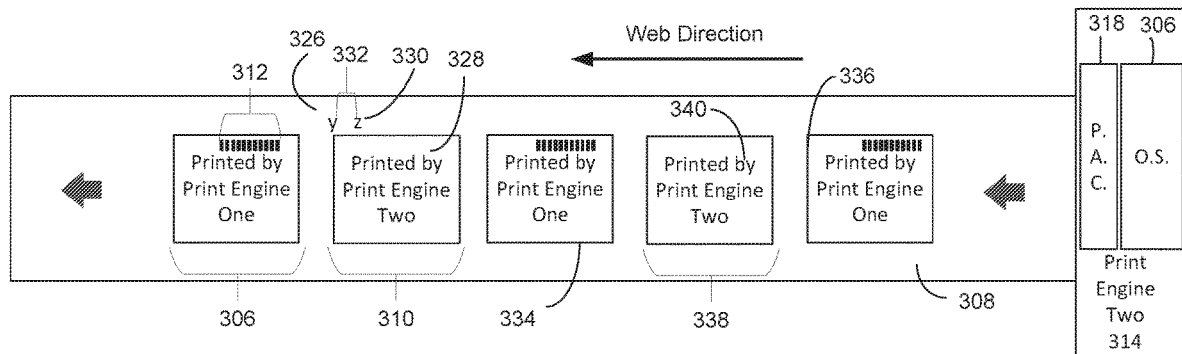 318 306
326
332
330
328
Web Direction
312
336
340
y z
Printed by
Print Engine
One
Printed by
Print Engine
Two
Printed by
Print Engine
One
Printed by
Print Engine
Two
Printed by
Print Engine
One
P.
A.
C.
O.S.
306
310
334
338
308
Print
Engine
Two
314